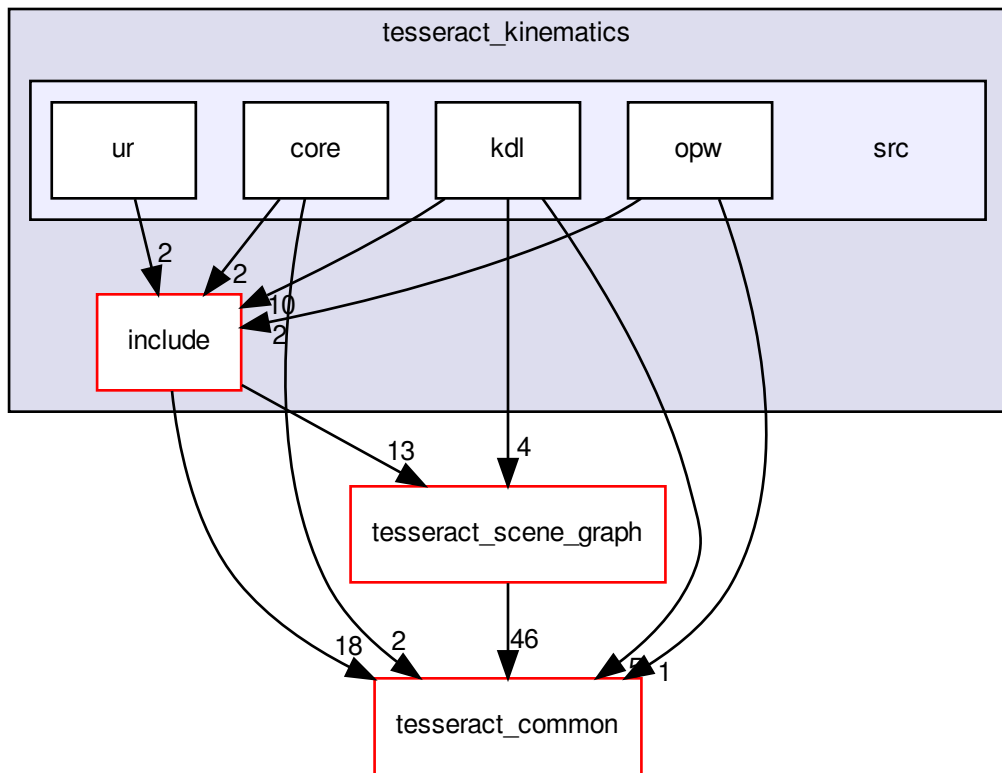 tesseract_kinematics
ur
core
kdl
opw
src
2
2
10
2
include
13
4
tesseract_scene_graph
18
2
46
5
1
tesseract_common